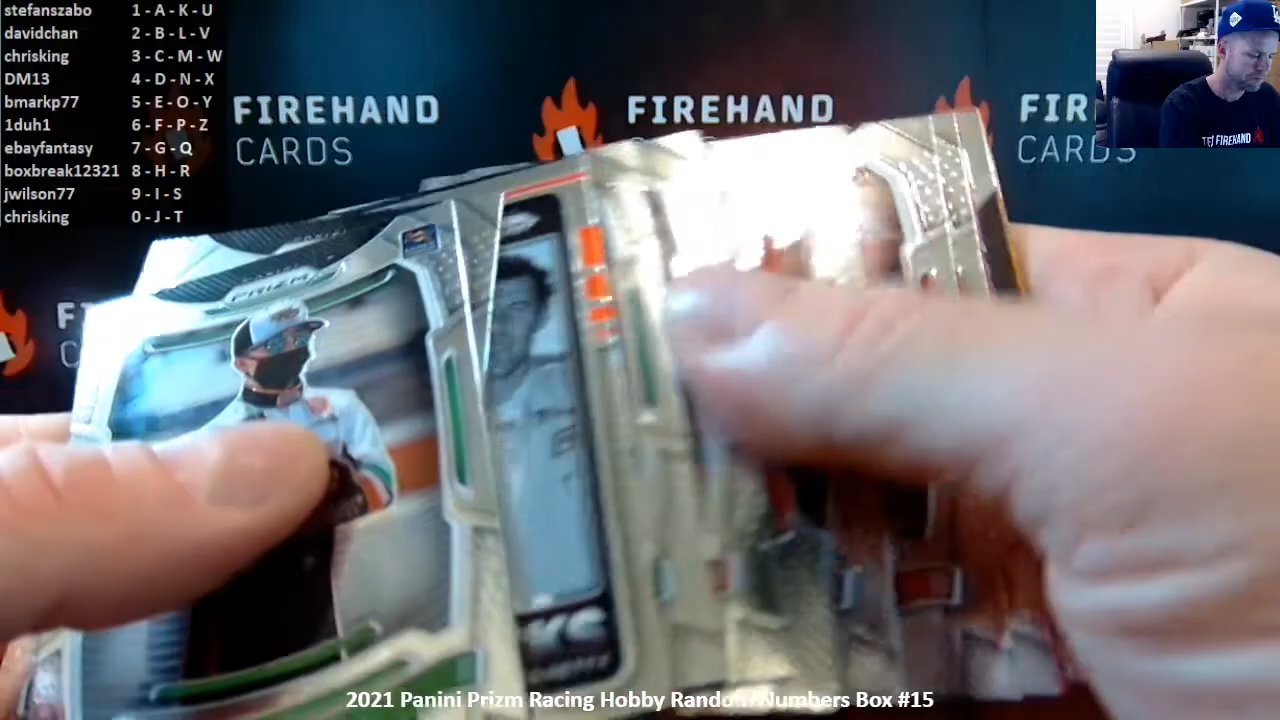 stefanszabo 1 - A - K - U
davidchan 2 - B - L - V
chrisking 3 - C - M - W
DM13 4 - D - N - X
bmarkp77 5 - E - O - Y
1duh1 6 - F - P - Z
ebayfantasy 7 - G - Q
boxbreak12321 8 - H - R
jwilson77 9 - I - S
chrisking 0 - J - T
FIREHAND
CARDS
FIREHAND
FIR
CARDS
FIREHAND
PRIZM
2021 Panini Prizm Racing Hobby Random Numbers Box #15